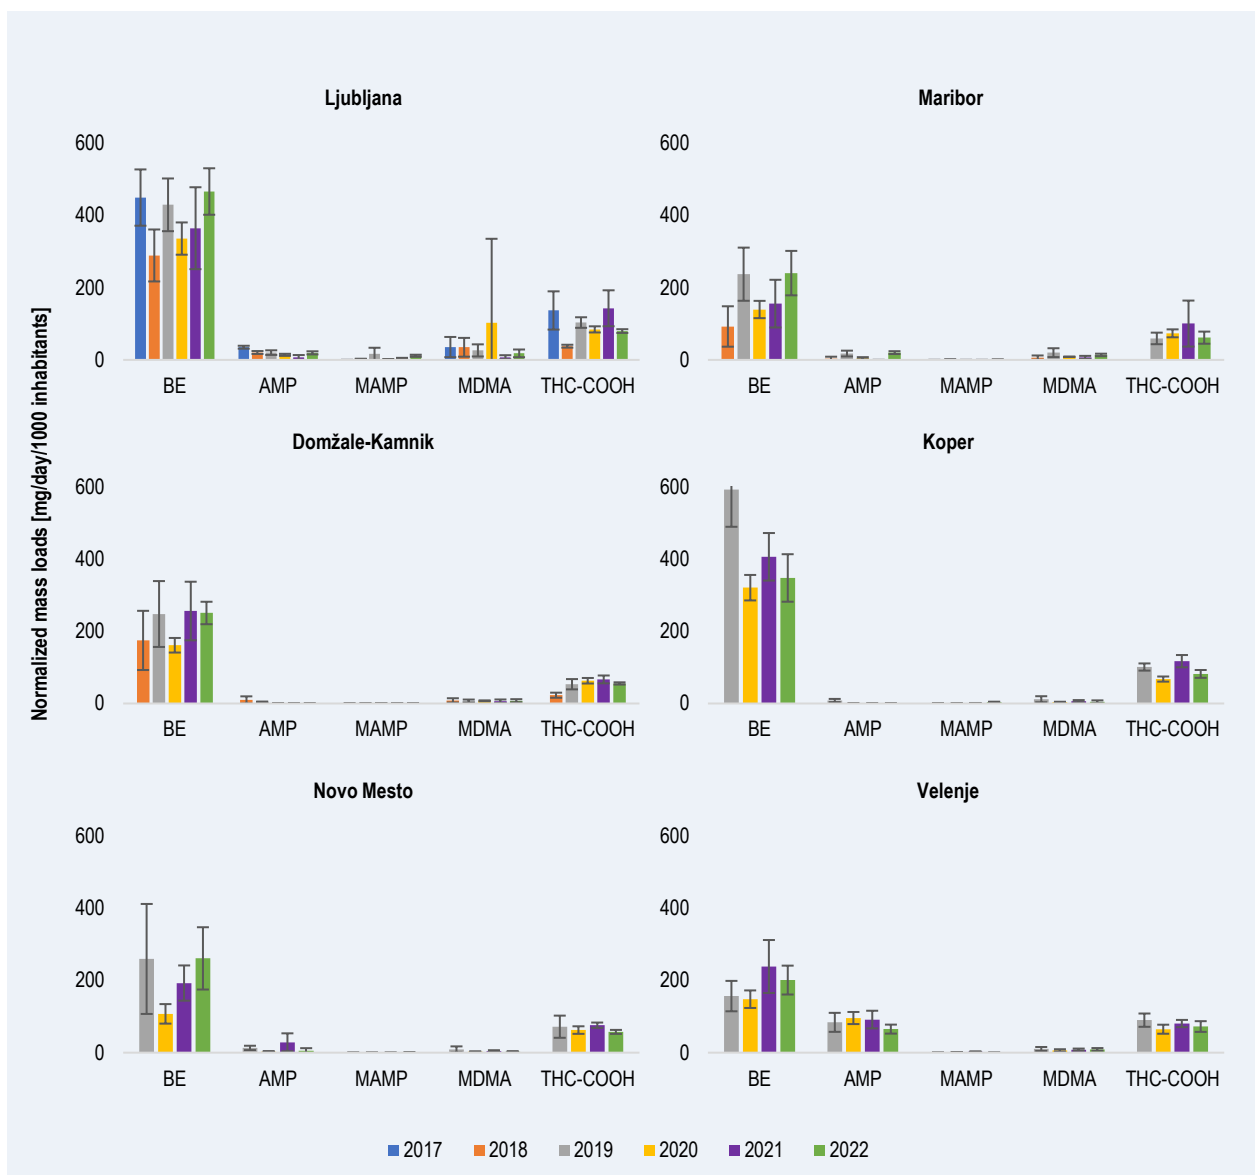 Normalized mass loads [mg/day/1000 inhabitants]
Ljubljana
600
400
200
0
BE AMP MAMP MDMA THC-COOH
Maribor
600
400
200
0
BE AMP MAMP MDMA THC-COOH
Domžale-Kamnik
600
400
200
0
BE AMP MAMP MDMA THC-COOH
Koper
600
400
200
0
BE AMP MAMP MDMA THC-COOH
Novo Mesto
600
400
200
0
BE AMP MAMP MDMA THC-COOH
Velenje
600
400
200
0
BE AMP MAMP MDMA THC-COOH
2017 2018 2019 2020 2021 2022